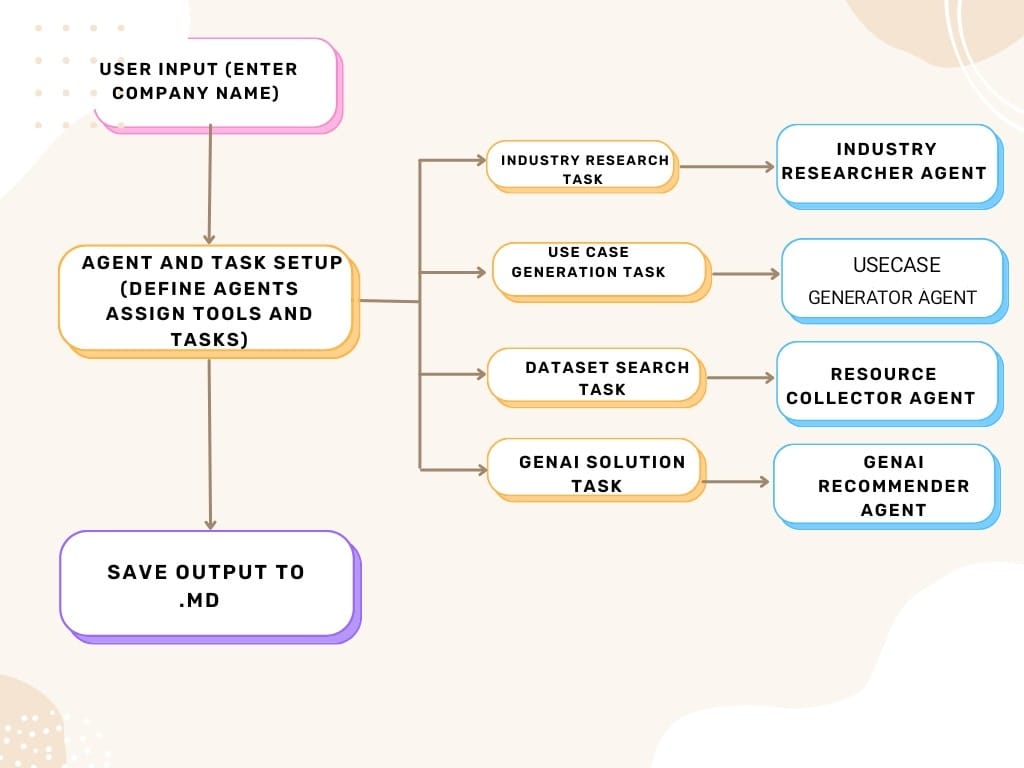 USER INPUT (ENTER
COMPANY NAME)
AGENT AND TASK SETUP
(DEFINE AGENTS
ASSIGN TOOLS AND
TASKS)
SAVE OUTPUT TO
.MD
INDUSTRY RESEARCH
TASK
INDUSTRY
RESEARCHER AGENT
USE CASE
GENERATION TASK
USECASE
GENERATOR AGENT
DATASET SEARCH
TASK
RESOURCE
COLLECTOR AGENT
GENAI SOLUTION
TASK
GENAI
RECOMMENDER
AGENT